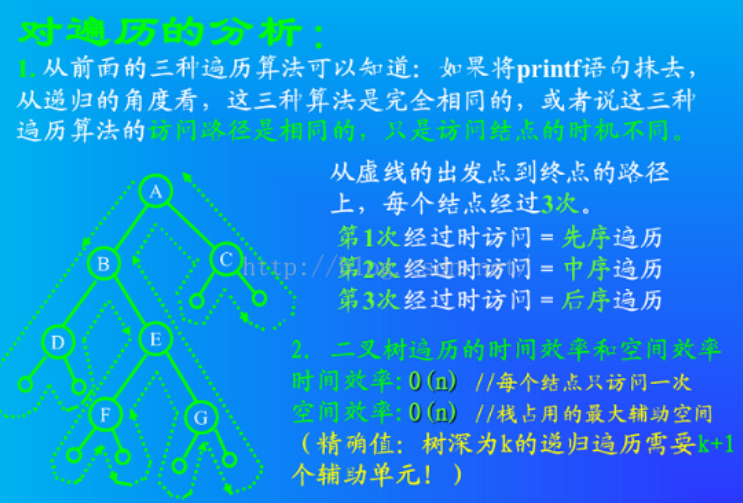 对遍历的分析：
1. 从前面的三种遍历算法可以知道：如果将printf语句抹去，
从递归的角度看，这三种算法是完全相同的，或者说这三种
遍历算法的访问路径是相同的，只是访问结点的时机不同。
从虚线的出发点到终点的路径
上，每个结点经过3次。
第1次经过时访问＝先序遍历
第2次经过时访问＝中序遍历
第3次经过时访问＝后序遍历
A
B
C
D
E
F
G
2. 二叉树遍历的时间效率和空间效率
时间效率:O(n) //每个结点只访问一次
空间效率:O(n) //栈占用的最大辅助空间
（精确值：树深为k的递归遍历需要k+1
个辅助单元！）